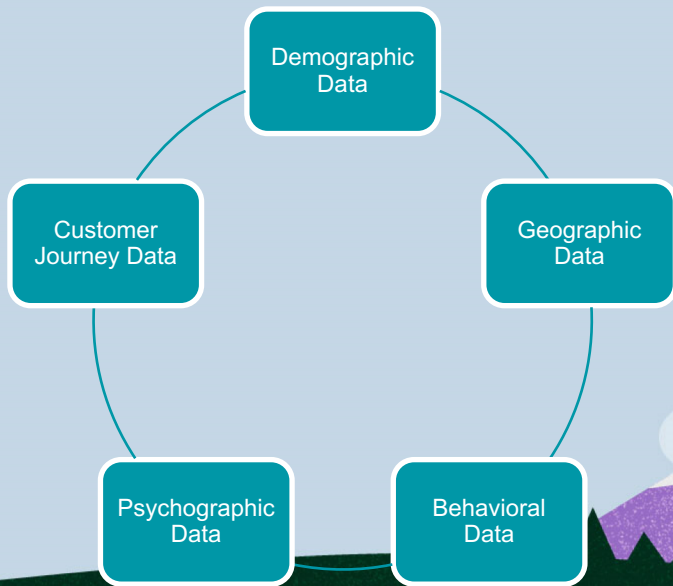 Demographic
Data
Geographic
Data
Behavioral
Data
Psychographic
Data
Customer
Journey Data